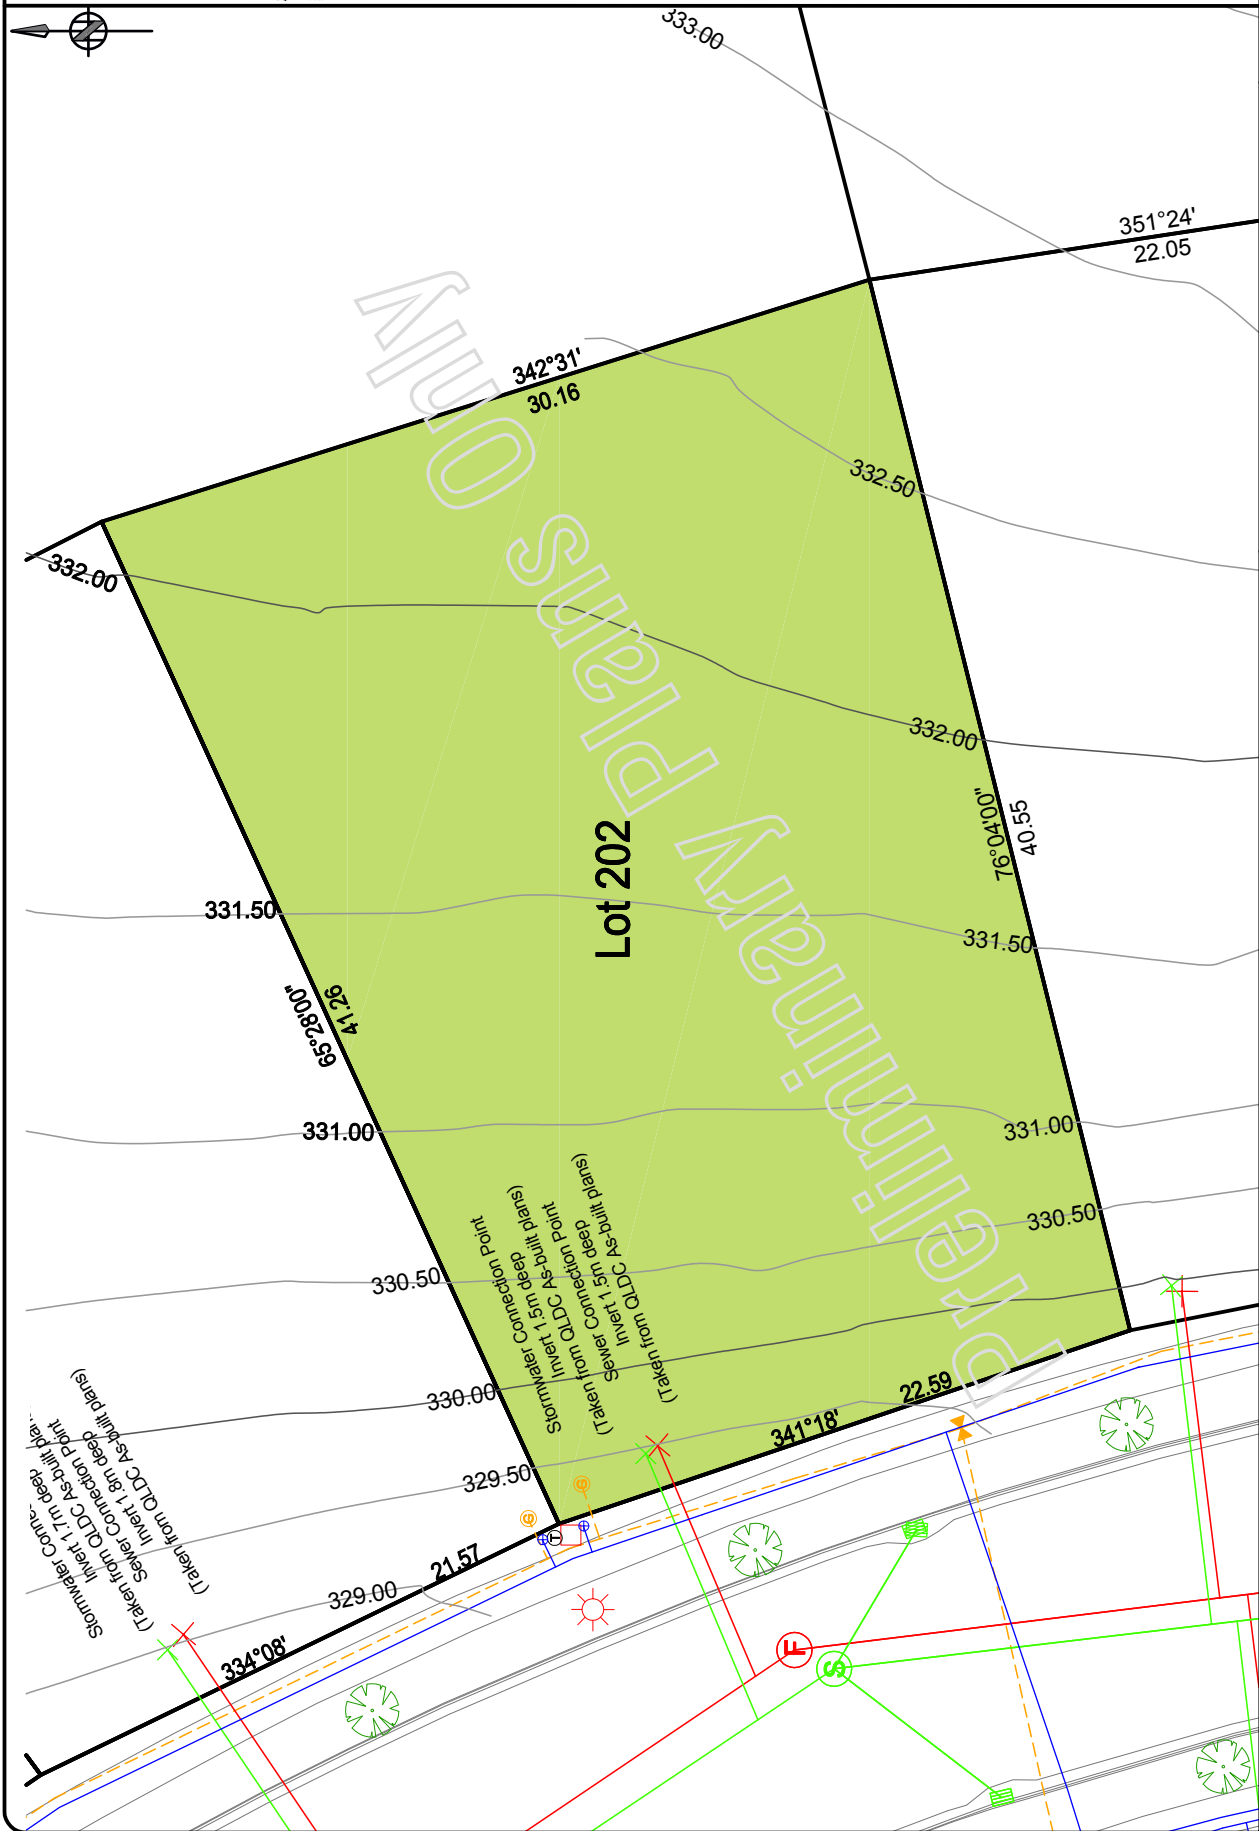 333.00
351°24'
22.05
342°31'
30.16
332.50
332.00
332.00
Lot 202
76°04'00"
40.55
331.50
331.50
65°28'00"
41.26
331.00
331.00
330.50
330.50
Stormwater Connection Point
Invert 1.5m deep
(Taken from QLDC As-built plans)
Sewer Connection Point
Invert 1.5m deep
(Taken from QLDC As-built plans)
330.00
22.59
341°18'
329.50
Stormwater Conne
Invert 1.7m deep
(Taken from QLDC As-built plan
Sewer Connection Point
Invert 1.8m deep
(Taken from QLDC As-built plans)
21.57
329.00
334°08'
T
F
S
Preliminary Plans Only